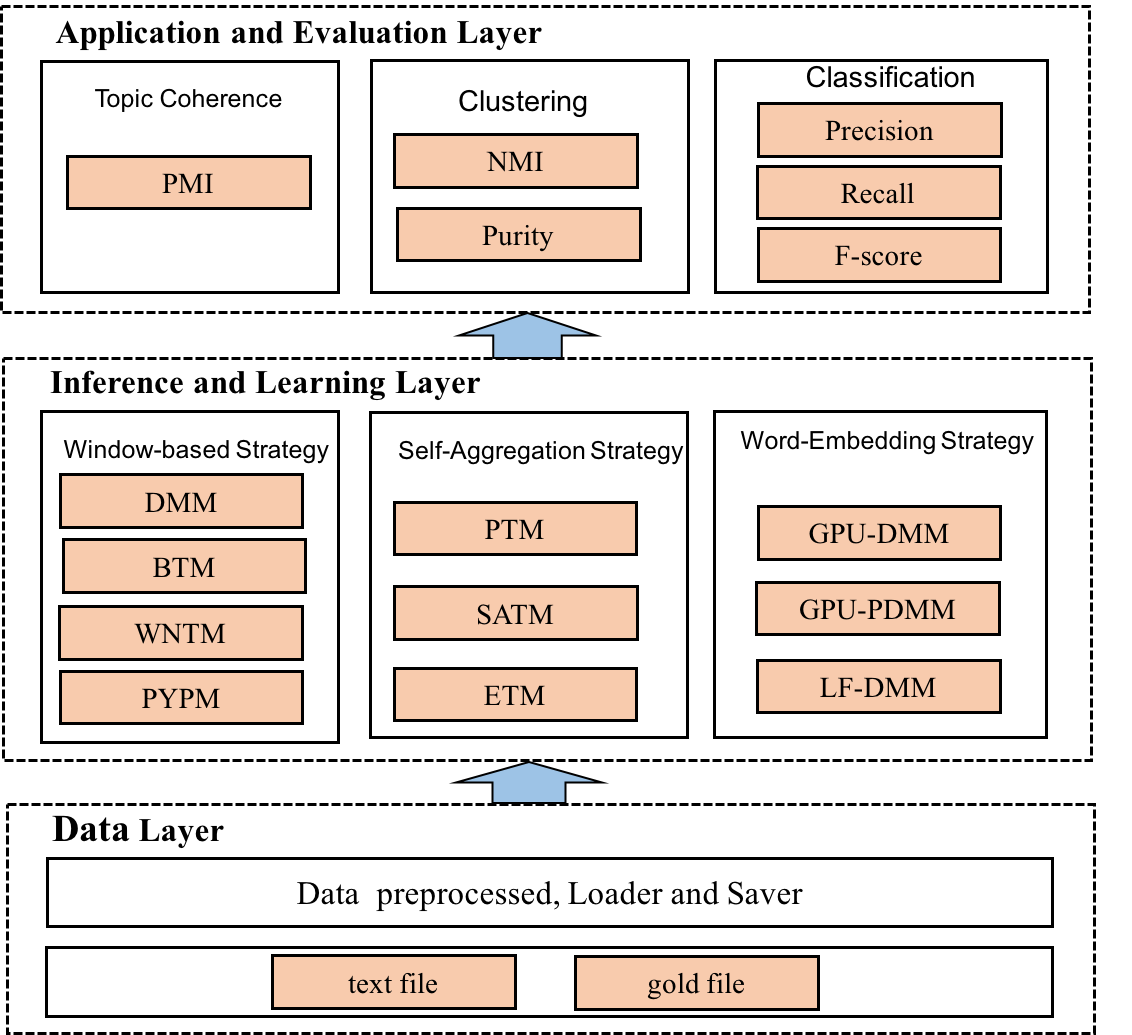 Application and Evaluation Layer
Topic Coherence
PMI
Clustering
NMI
Purity
Classification
Precision
Recall
F-score
Inference and Learning Layer
Window-based Strategy
DMM
BTM
WNTM
PYPM
Self-Aggregation Strategy
PTM
SATM
ETM
Word-Embedding Strategy
GPU-DMM
GPU-PDMM
LF-DMM
Data Layer
Data preprocessed, Loader and Saver
text file
gold file